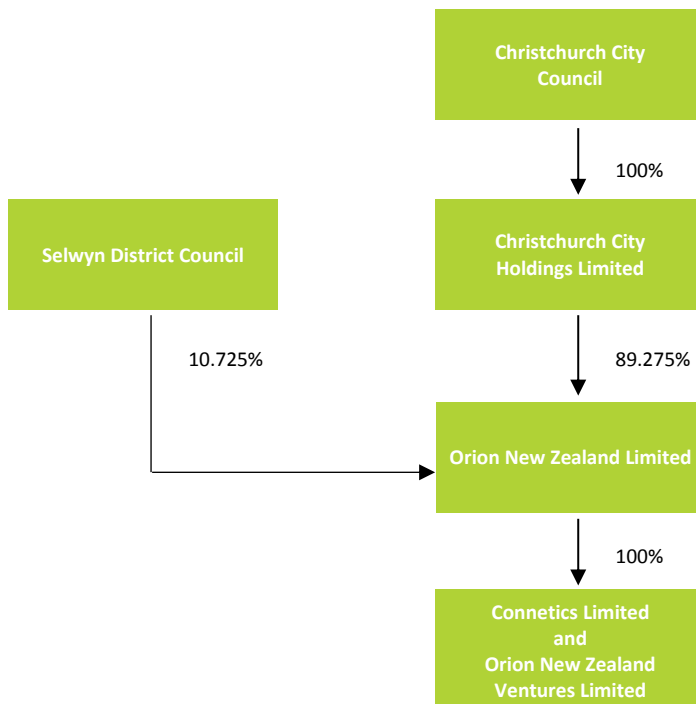 Christchurch City
Council
100%
Selwyn District Council
Christchurch City
Holdings Limited
10.725%
89.275%
Orion New Zealand Limited
100%
Connetics Limited
and
Orion New Zealand
Ventures Limited